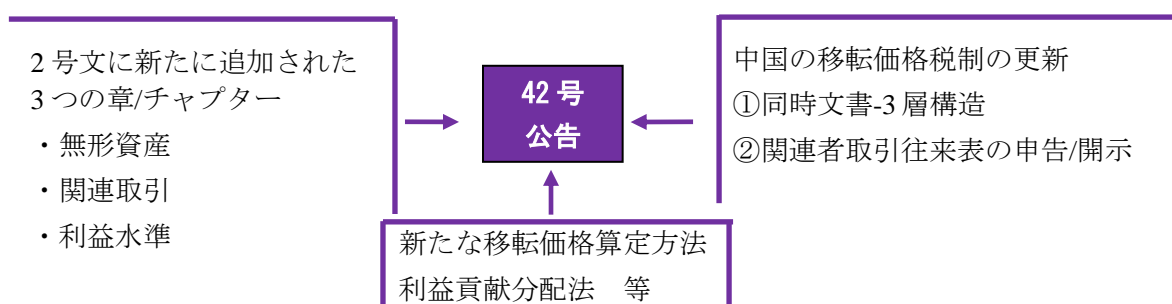 2 号文に新たに追加された
3 つの章/チャプター
・無形資産
・関連取引
・利益水準
42 号
公告
中国の移転価格税制の更新
①同時文書-3 層構造
②関連者取引往来表の申告/開示
新たな移転価格算定方法
利益貢献分配法　等